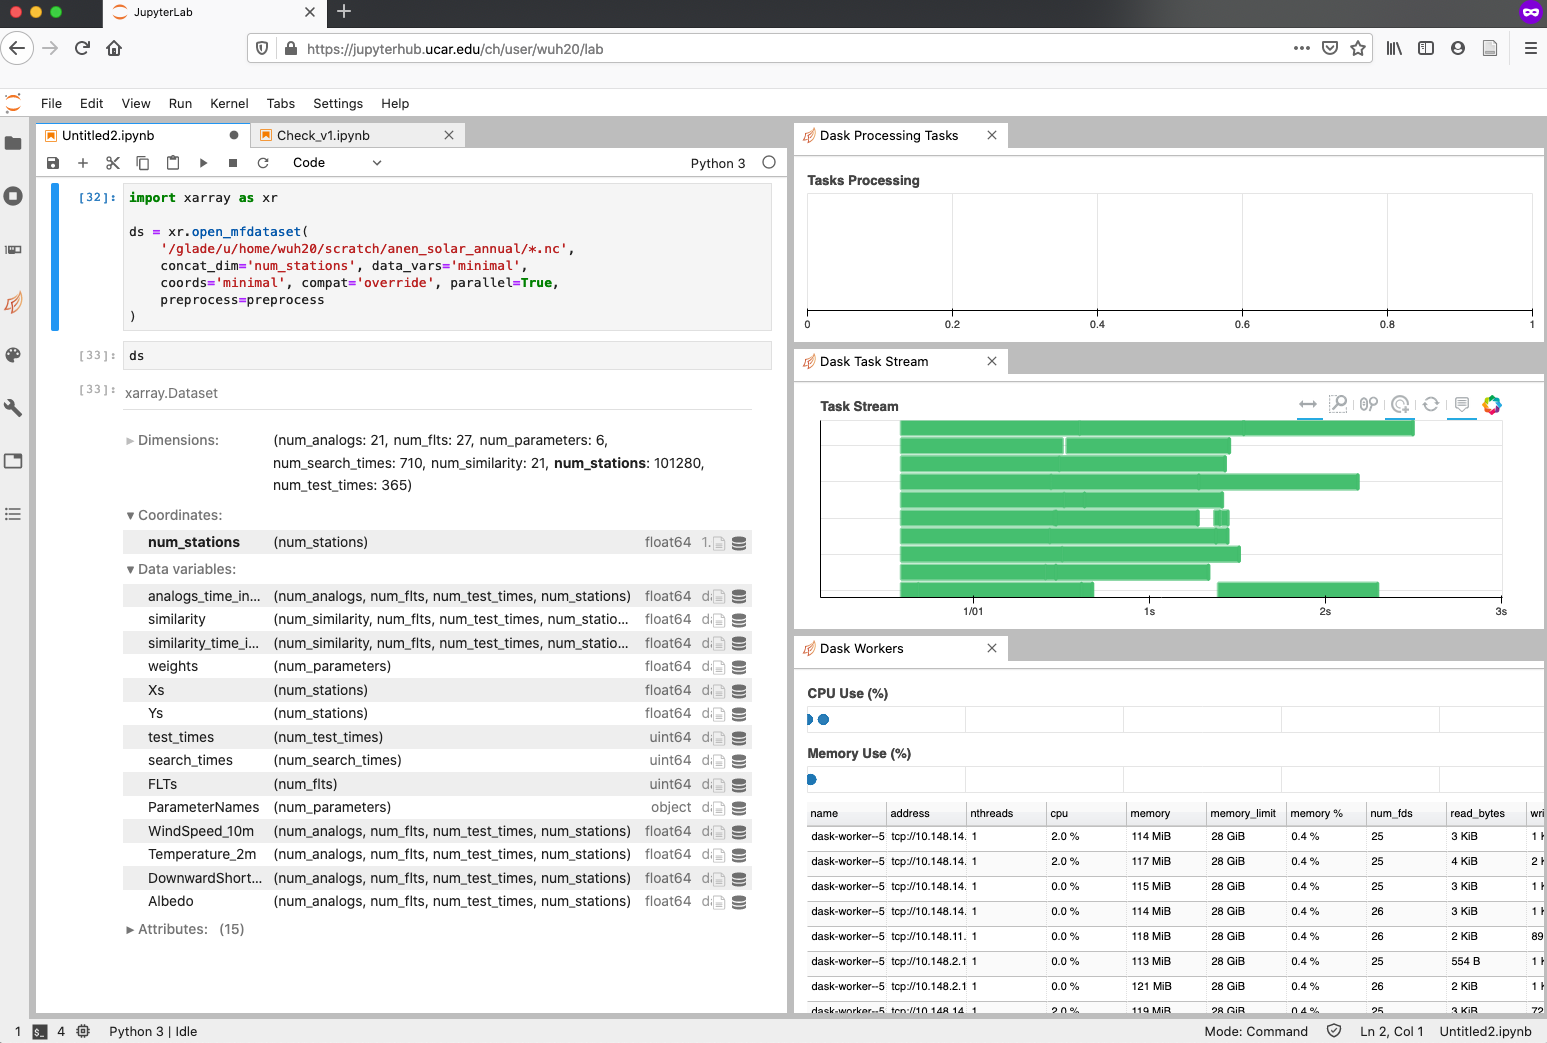 JupyterLab
https://jupyterhub.ucar.edu/ch/user/wuh20/lab
File Edit View Run Kernel Tabs Settings Help
Untitled2.ipynb
Check_v1.ipynb
Code
Python 3
[32]:
import xarray as xr
ds = xr.open_mfdataset(
'/glade/u/home/wuh20/scratch/anen_solar_annual/*.nc',
concat_dim='num_stations', data_vars='minimal',
coords='minimal', compat='override', parallel=True,
preprocess=preprocess
)
[33]: ds
[33]: xarray.Dataset
Dimensions: (num_analogs: 21, num_flts: 27, num_parameters: 6,
num_search_times: 710, num_similarity: 21, num_stations: 101280,
num_test_times: 365)
Coordinates:
num_stations (num_stations) float64 1.
Data variables:
analogs_time_in... (num_analogs, num_flts, num_test_times, num_stations) float64
similarity (num_similarity, num_flts, num_test_times, num_statio... float64
similarity_time_i... (num_similarity, num_flts, num_test_times, num_statio... float64
weights (num_parameters) float64
Xs (num_stations) float64
Ys (num_stations) float64
test_times (num_test_times) uint64
search_times (num_search_times) uint64
FLTs (num_flts) uint64
ParameterNames (num_parameters) object
WindSpeed_10m (num_analogs, num_flts, num_test_times, num_stations) float64
Temperature_2m (num_analogs, num_flts, num_test_times, num_stations) float64
DownwardShort... (num_analogs, num_flts, num_test_times, num_stations) float64
Albedo (num_analogs, num_flts, num_test_times, num_stations) float64
Attributes: (15)
Dask Processing Tasks
Tasks Processing
0 0.2 0.4 0.6 0.8 1
Dask Task Stream
Task Stream
1/01 1s 2s 3s
Dask Workers
CPU Use (%)
Memory Use (%)
name address nthreads cpu memory memory_limit memory % num_fds read_bytes wri
dask-worker--5 tcp://10.148.14. 1 2.0 % 114 MiB 28 GiB 0.4 % 25 3 KiB 1
dask-worker--5 tcp://10.148.14. 1 2.0 % 117 MiB 28 GiB 0.4 % 25 4 KiB 2
dask-worker--5 tcp://10.148.14. 1 0.0 % 115 MiB 28 GiB 0.4 % 25 3 KiB 1
dask-worker--5 tcp://10.148.14. 1 0.0 % 114 MiB 28 GiB 0.4 % 26 3 KiB 1
dask-worker--5 tcp://10.148.11. 1 0.0 % 118 MiB 28 GiB 0.4 % 26 2 KiB 89
dask-worker--5 tcp://10.148.2.1 1 0.0 % 113 MiB 28 GiB 0.4 % 25 554 B 1
dask-worker--5 tcp://10.148.2.1 1 0.0 % 121 MiB 28 GiB 0.4 % 26 2 KiB 1
dask-worker--5 tcp://10.148.14. 1 2.0 % 119 MiB 28 GiB 0.4 % 25 3 KiB 72
1 $_ 4 Python 3 | Idle
Mode: Command Ln 2, Col 1 Untitled2.ipynb